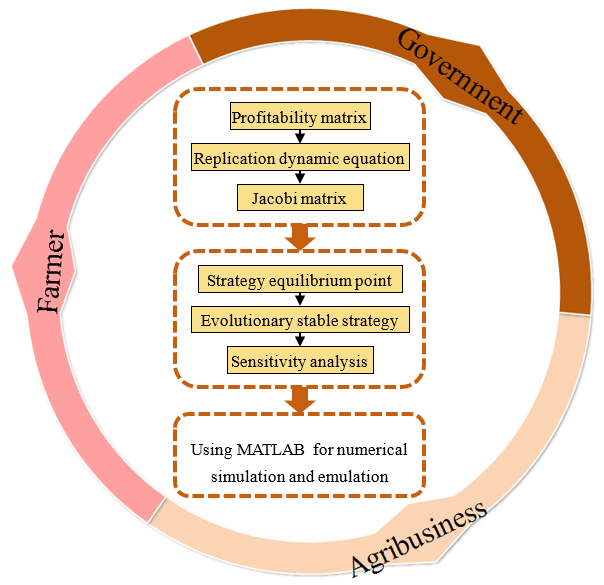 Government
Profitability matrix
Replication dynamic equation
Jacobi matrix
Farmer
Strategy equilibrium point
Evolutionary stable strategy
Sensitivity analysis
Using MATLAB for numerical
simulation and emulation
Agribusiness